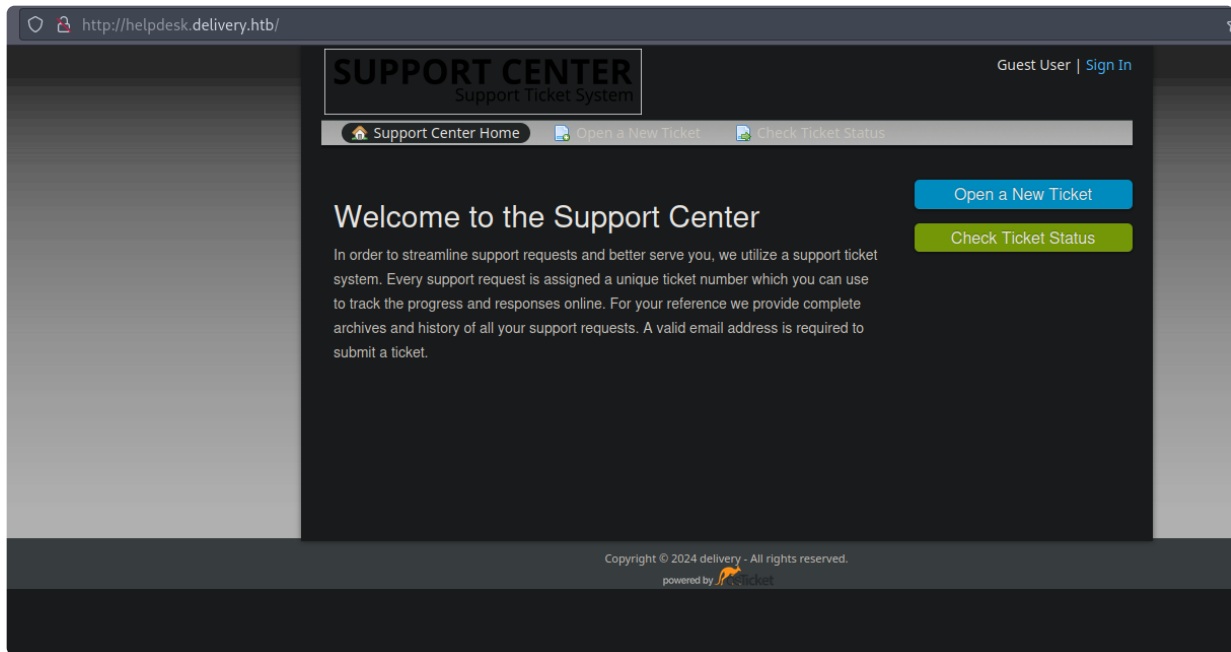 http://helpdesk.delivery.htb/
SUPPORT CENTER
Support Ticket System
Guest User | Sign In
Support Center Home Open a New Ticket Check Ticket Status
Welcome to the Support Center
In order to streamline support requests and better serve you, we utilize a support ticket
system. Every support request is assigned a unique ticket number which you can use
to track the progress and responses online. For your reference we provide complete
archives and history of all your support requests. A valid email address is required to
submit a ticket.
Open a New Ticket
Check Ticket Status
Copyright © 2024 delivery - All rights reserved.
powered by osTicket